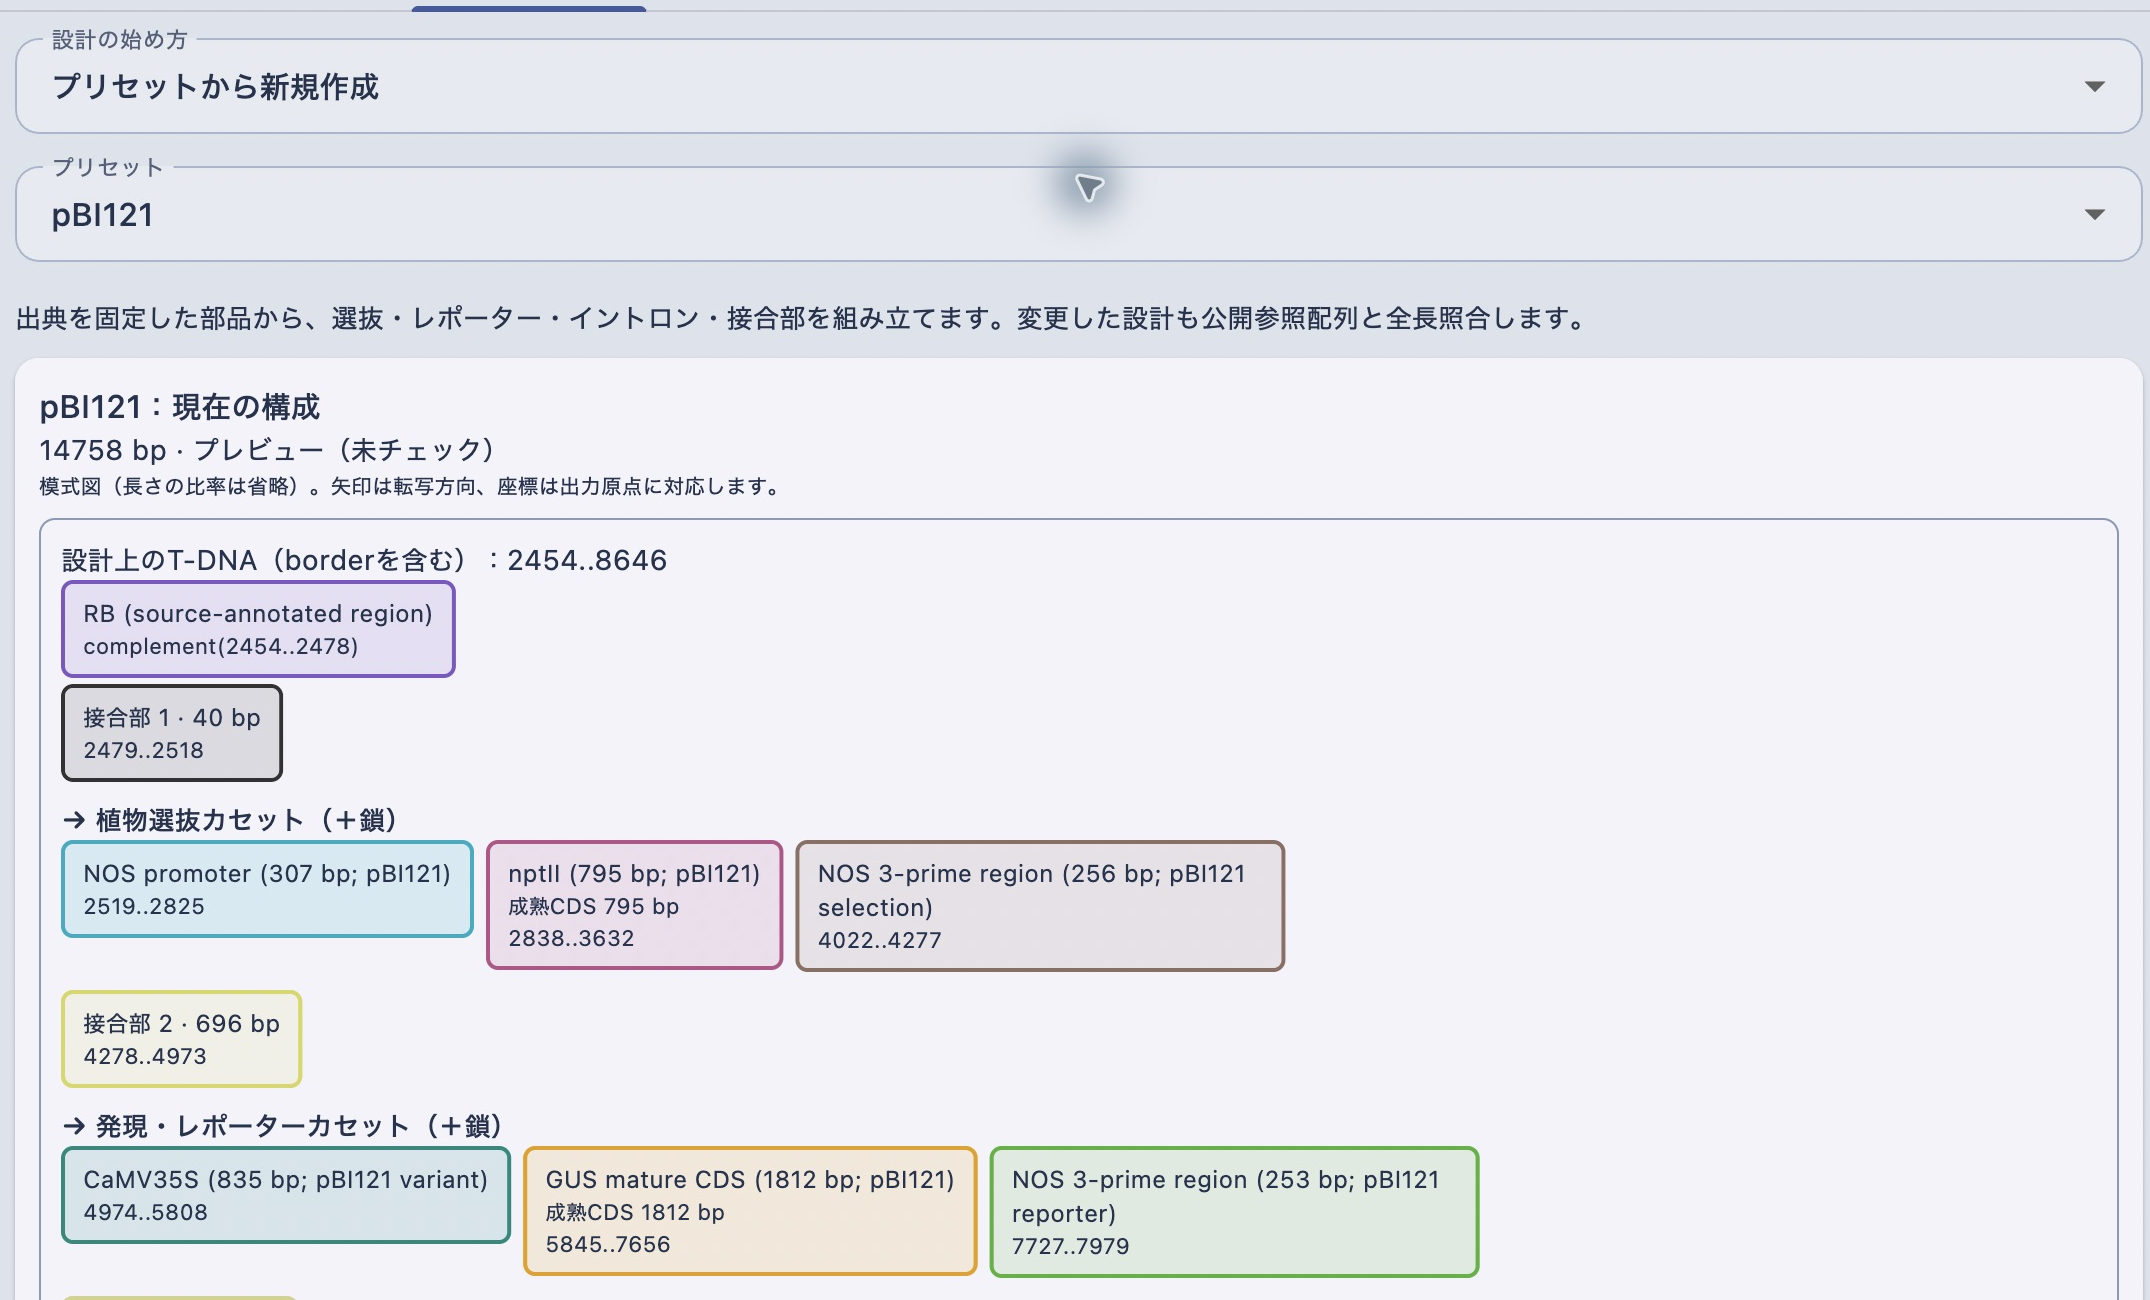 設計の始め方
プリセットから新規作成
プリセット
pBI121
出典を固定した部品から、選抜・レポーター・イントロン・接合部を組み立てます。変更した設計も公開参照配列と全長照合します。
pBI121：現在の構成
14758 bp · プレビュー（未チェック）
模式図（長さの比率は省略）。矢印は転写方向、座標は出力原点に対応します。
設計上のT-DNA（borderを含む）：2454..8646
RB (source-annotated region)
complement(2454..2478)
接合部 1 · 40 bp
2479..2518
→ 植物選抜カセット（＋鎖）
NOS promoter (307 bp; pBI121)
2519..2825
nptII (795 bp; pBI121)
成熟CDS 795 bp
2838..3632
NOS 3-prime region (256 bp; pBI121
selection)
4022..4277
接合部 2 · 696 bp
4278..4973
→ 発現・レポーターカセット（＋鎖）
CaMV35S (835 bp; pBI121 variant)
4974..5808
GUS mature CDS (1812 bp; pBI121)
成熟CDS 1812 bp
5845..7656
NOS 3-prime region (253 bp; pBI121
reporter)
7727..7979